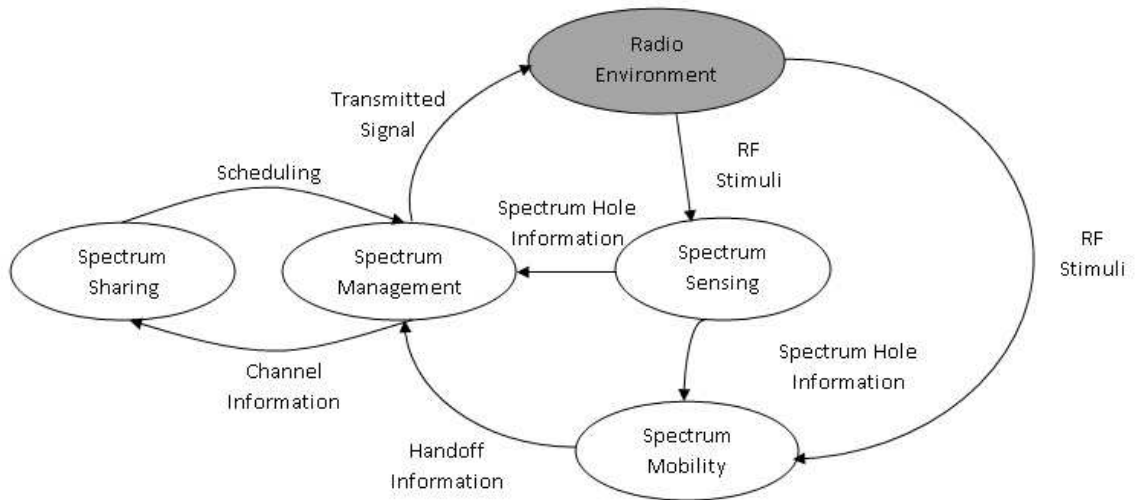 Radio
Environment
Transmitted
Signal
RF
Stimuli
Scheduling
Spectrum Hole
Information
RF
Stimuli
Spectrum
Sharing
Spectrum
Management
Spectrum
Sensing
Channel
Information
Spectrum Hole
Information
Handoff
Information
Spectrum
Mobility